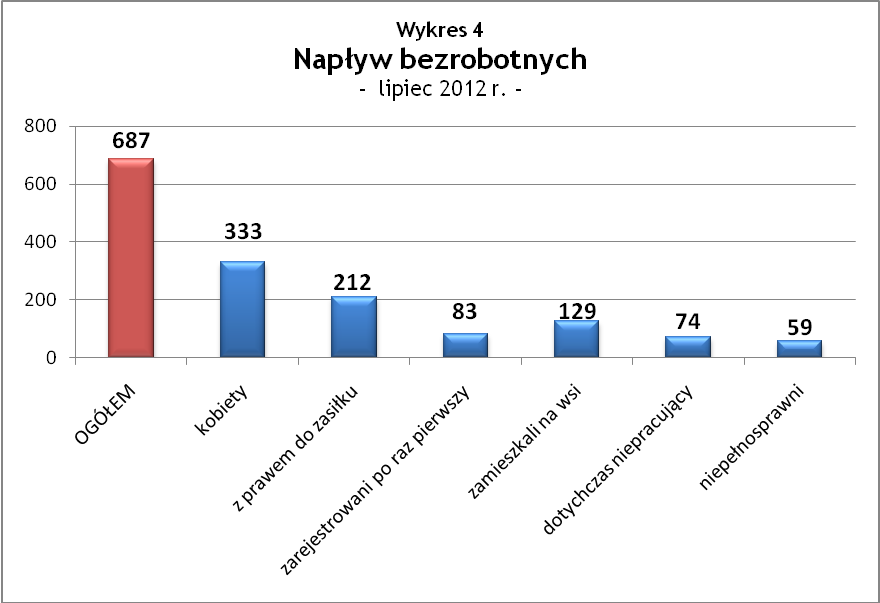 Wykres 4
Napływ bezrobotnych
- lipiec 2012 r. -
800
600
400
200
0
687
333
212
83
129
74
59
OGÓŁEM
kobiety
z prawem do zasiłku
zarejestrowani po raz pierwszy
zamieszkali na wsi
dotychczas niepracujący
niepełnosprawni